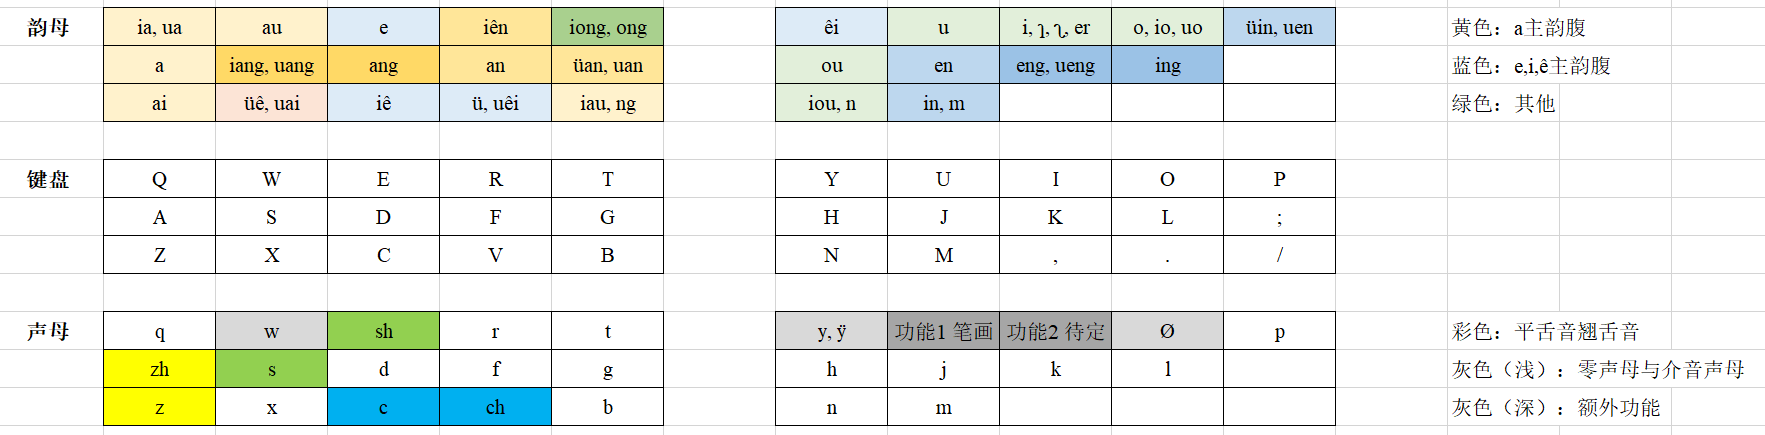 韵母 ia, ua au e iên iong, ong êi u i, ʅ, ʅ, er o, io, uo üin, uen 黄色：a主韵腹
a iang, uang ang an üan, uan ou en eng, ueng ing 蓝色：e,i,ê主韵腹
ai üê, uai iê ü, uêi iau, ng iou, n in, m 绿色：其他
键盘 Q W E R T Y U I O P
A S D F G H J K L ;
Z X C V B N M , . /
声母 q w sh r t y, ÿ 功能1 笔画 功能2 待定 Ø p 彩色：平舌音翘舌音
zh s d f g h j k l 灰色（浅）：零声母与介音声母
z x c ch b n m 灰色（深）：额外功能